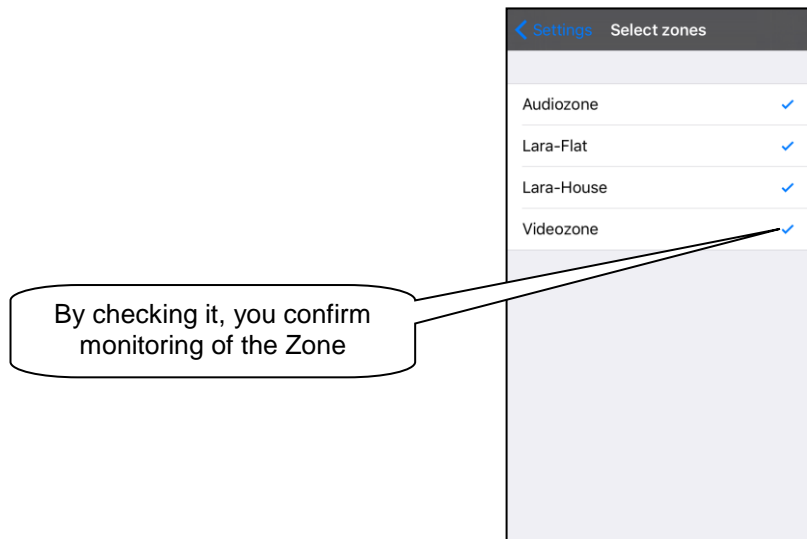 Settings Select zones
Audiozone
Lara-Flat
Lara-House
Videozone
By checking it, you confirm
monitoring of the Zone